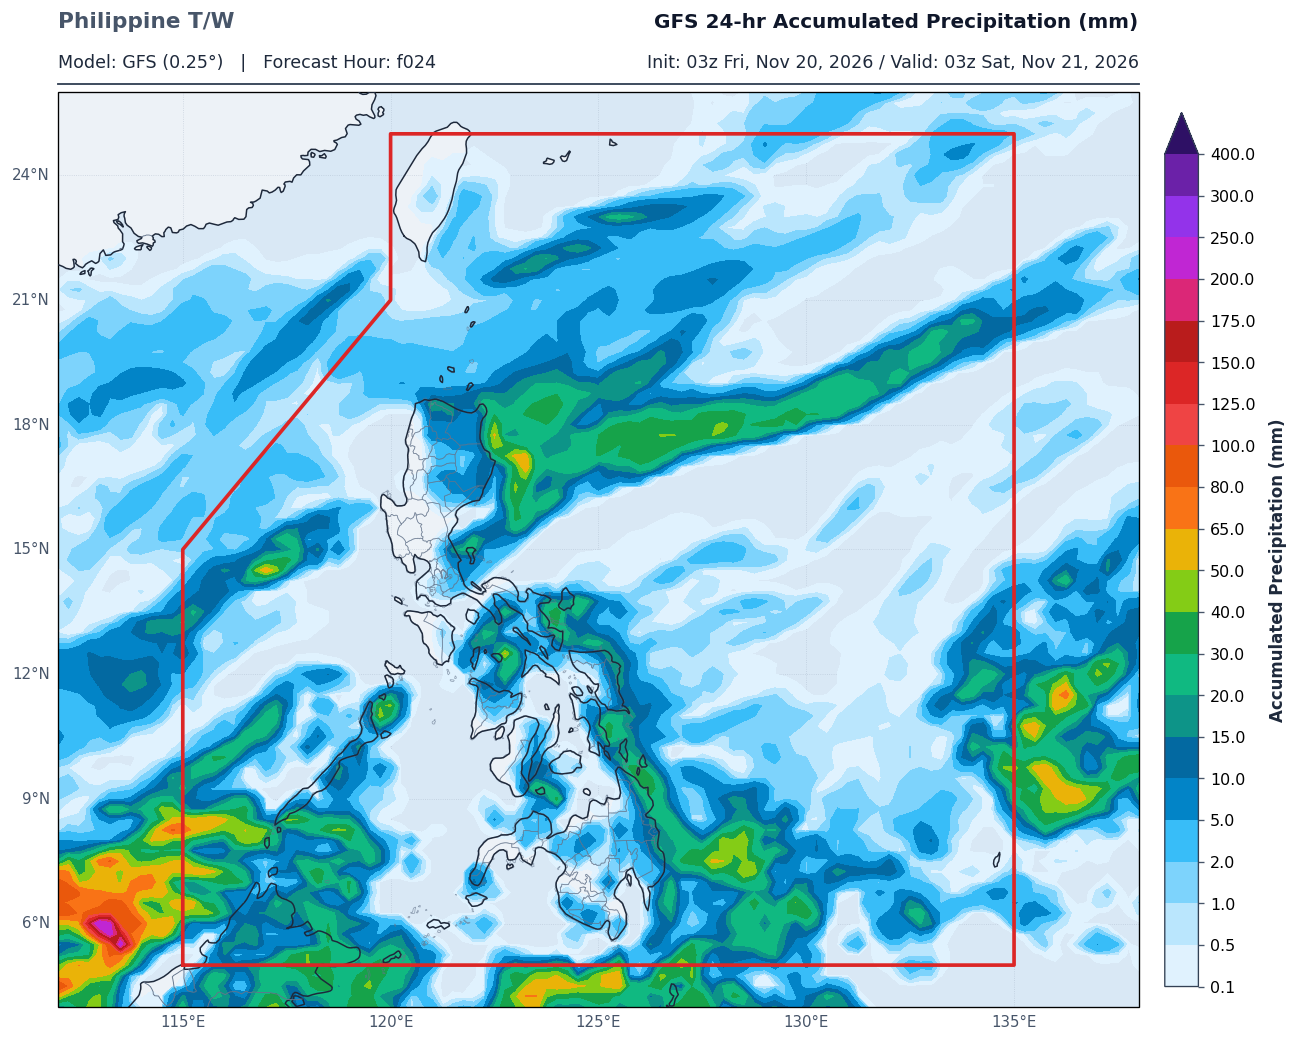 Philippine T/W
GFS 24-hr Accumulated Precipitation (mm)
Model: GFS (0.25°)   |   Forecast Hour: f024
Init: 03z Fri, Nov 20, 2026 / Valid: 03z Sat, Nov 21, 2026
24°N
21°N
18°N
15°N
12°N
9°N
6°N
115°E
120°E
125°E
130°E
135°E
400.0
300.0
250.0
200.0
175.0
150.0
125.0
100.0
80.0
65.0
50.0
40.0
30.0
20.0
15.0
10.0
5.0
2.0
1.0
0.5
0.1
Accumulated Precipitation (mm)